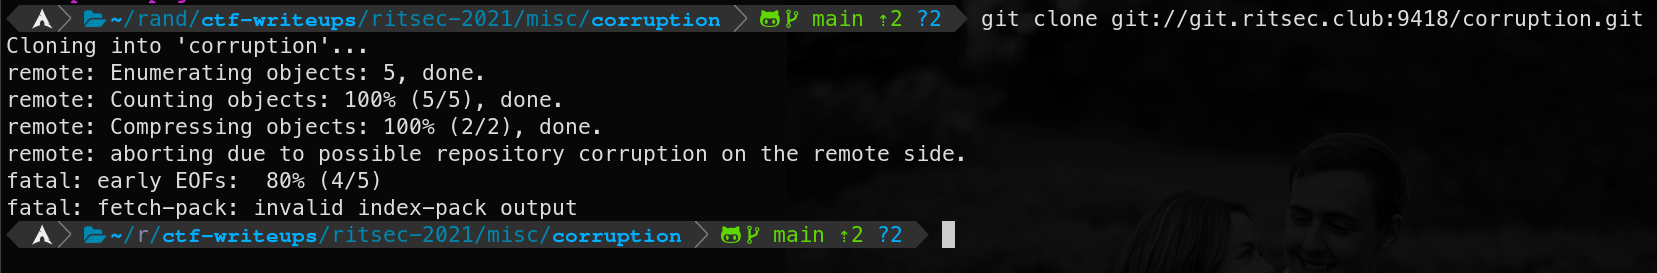 ~/rand/ctf-writeups/ritsec-2021/misc/corruption main ⇡2 ?2 git clone git://git.ritsec.club:9418/corruption.git
Cloning into 'corruption'...
remote: Enumerating objects: 5, done.
remote: Counting objects: 100% (5/5), done.
remote: Compressing objects: 100% (2/2), done.
remote: aborting due to possible repository corruption on the remote side.
fatal: early EOFs:  80% (4/5)
fatal: fetch-pack: invalid index-pack output
~/r/ctf-writeups/ritsec-2021/misc/corruption main ⇡2 ?2